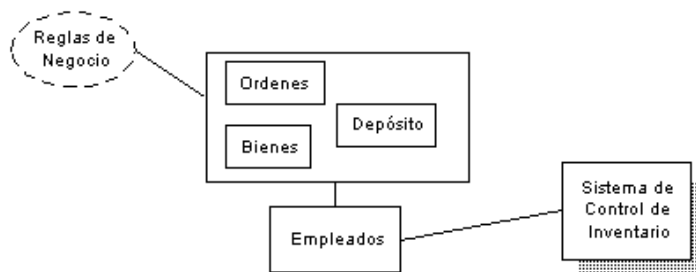 Reglas de
Negocio
Ordenes
Depósito
Bienes
Sistema de
Control de
Inventario
Empleados